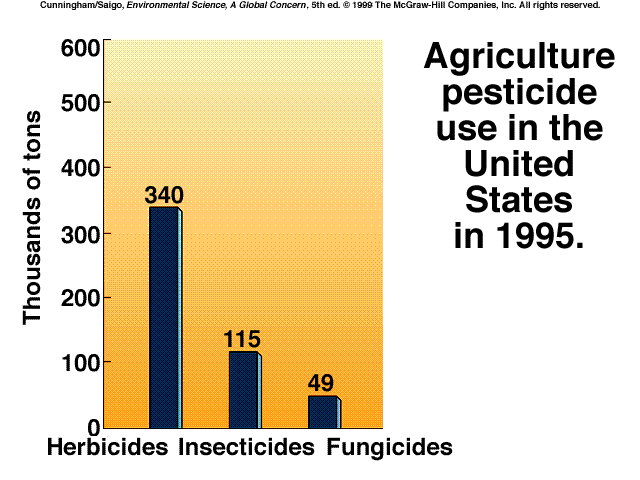 Cunningham/Saigo, Environmental Science, A Global Concern, 5th ed. © 1999 The McGraw-Hill Companies, Inc. All rights reserved.
Agriculture
pesticide
use in the
United
States
in 1995.
Thousands of tons
600
500
400
300
200
100
0
340
115
49
Herbicides Insecticides Fungicides